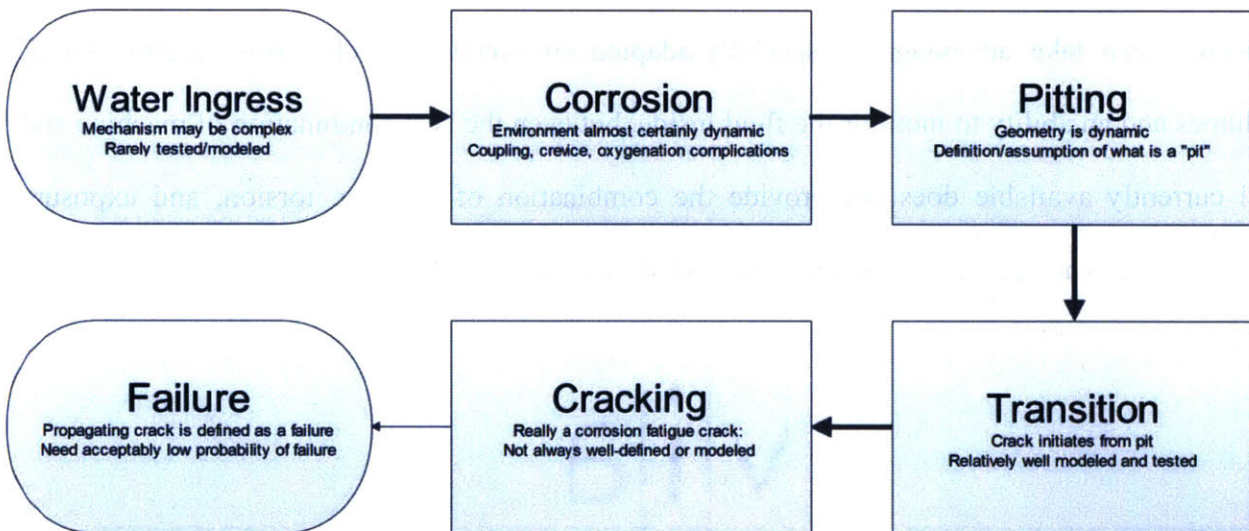 Water Ingress
Mechanism may be complex
Rarely tested/modeled
Corrosion
Environment almost certainly dynamic
Coupling, crevice, oxygenation complications
Pitting
Geometry is dynamic
Definition/assumption of what is a "pit"
Transition
Crack initiates from pit
Relatively well modeled and tested
Cracking
Really a corrosion fatigue crack:
Not always well-defined or modeled
Failure
Propagating crack is defined as a failure
Need acceptably low probability of failure